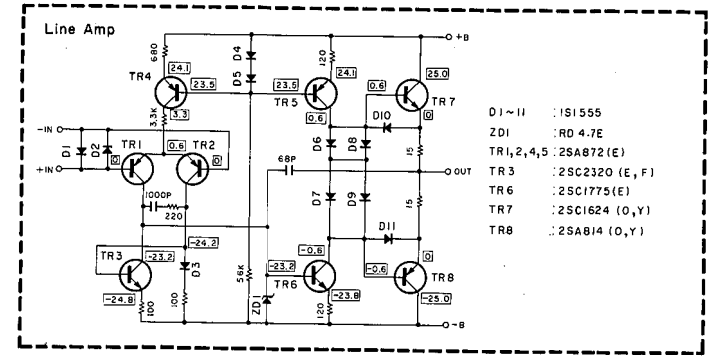 Line Amp
+B
680
D4
120
24.1
D5
24.1
25.0
TR4
23.5
23.5
0.6
TR5
TR7
3.3
0.6
0
3.3K
D10
-IN
TR1
0.6
TR2
D6
D8
15
D1
D2
0
0
+IN
68P
OUT
1000P
220
D7
D9
15
-24.2
D11
TR3
-23.2
D3
56K
-0.6
0
-23.2
-0.6
TR6
TR8
-24.8
-23.8
-25.0
100
100
ZD1
120
-B
D1~11 : 1S1555
ZD1 : RD 4.7E
TR1,2,4,5 : 2SA872(E)
TR 3 : 2SC2320 (E, F)
TR6 : 2SC1775(E)
TR7 : 2SC1624 (O,Y)
TR8 : 2SA814 (O,Y)